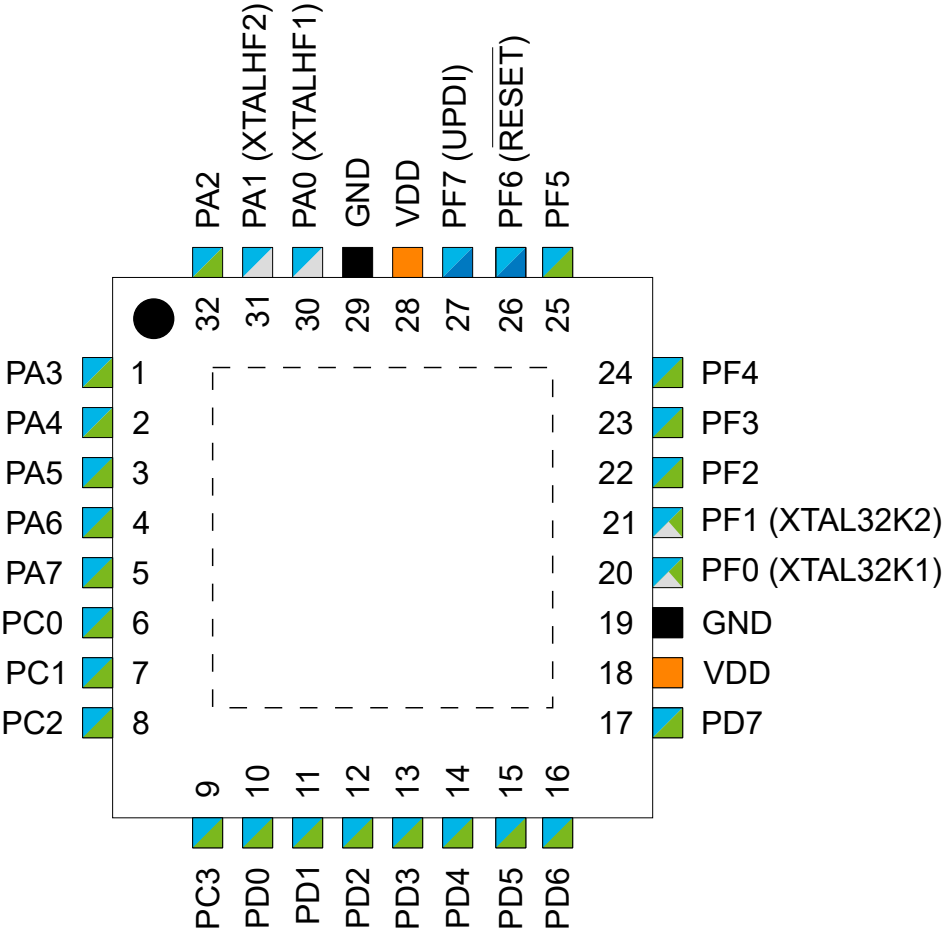 PA2
PA1 (XTALHF2)
PA0 (XTALHF1)
GND
VDD
PF7 (UPDI)
PF6 (RESET)
PF5
32 31 30 29 28 27 26 25
PA3 1 24 PF4
PA4 2 23 PF3
PA5 3 22 PF2
PA6 4 21 PF1 (XTAL32K2)
PA7 5 20 PF0 (XTAL32K1)
PC0 6 19 GND
PC1 7 18 VDD
PC2 8 17 PD7
9 10 11 12 13 14 15 16
PC3
PD0
PD1
PD2
PD3
PD4
PD5
PD6